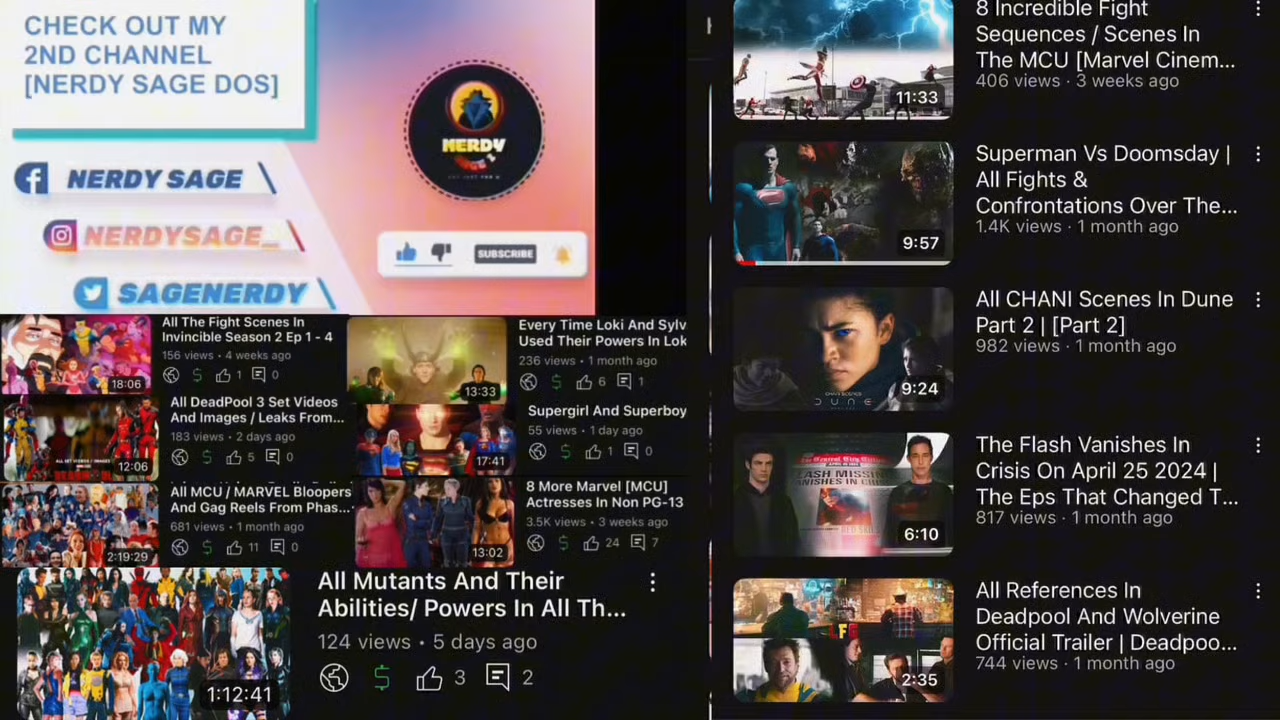 CHECK OUT MY
2ND CHANNEL
[NERDY SAGE DOS]
NERDY SAGE
NERDYSAGE_
SAGENERDY
NERDY
SUBSCRIBE
All The Fight Scenes In
Invincible Season 2 Ep 1 - 4
156 views • 4 weeks ago
1
0
18:06
Every Time Loki And Sylv
Used Their Powers In Lok
236 views • 1 month ago
6
1
13:33
All DeadPool 3 Set Videos
And Images / Leaks From...
183 views • 2 days ago
5
0
12:06
Supergirl And Superboy
55 views • 1 day ago
1
0
17:41
All MCU / MARVEL Bloopers
And Gag Reels From Phas...
681 views • 1 month ago
11
0
2:19:29
8 More Marvel [MCU]
Actresses In Non PG-13
3.5K views • 3 weeks ago
24
7
13:02
All Mutants And Their
Abilities/ Powers In All Th...
124 views • 5 days ago
3
2
1:12:41
8 Incredible Fight
Sequences / Scenes In
The MCU [Marvel Cinem...
406 views · 3 weeks ago
11:33
Superman Vs Doomsday |
All Fights &
Confrontations Over The...
1.4K views · 1 month ago
9:57
All CHANI Scenes In Dune
Part 2 | [Part 2]
982 views · 1 month ago
9:24
DUNE
The Flash Vanishes In
Crisis On April 25 2024 |
The Eps That Changed T...
817 views · 1 month ago
6:10
All References In
Deadpool And Wolverine
Official Trailer | Deadpoo...
744 views · 1 month ago
LFG
2:35